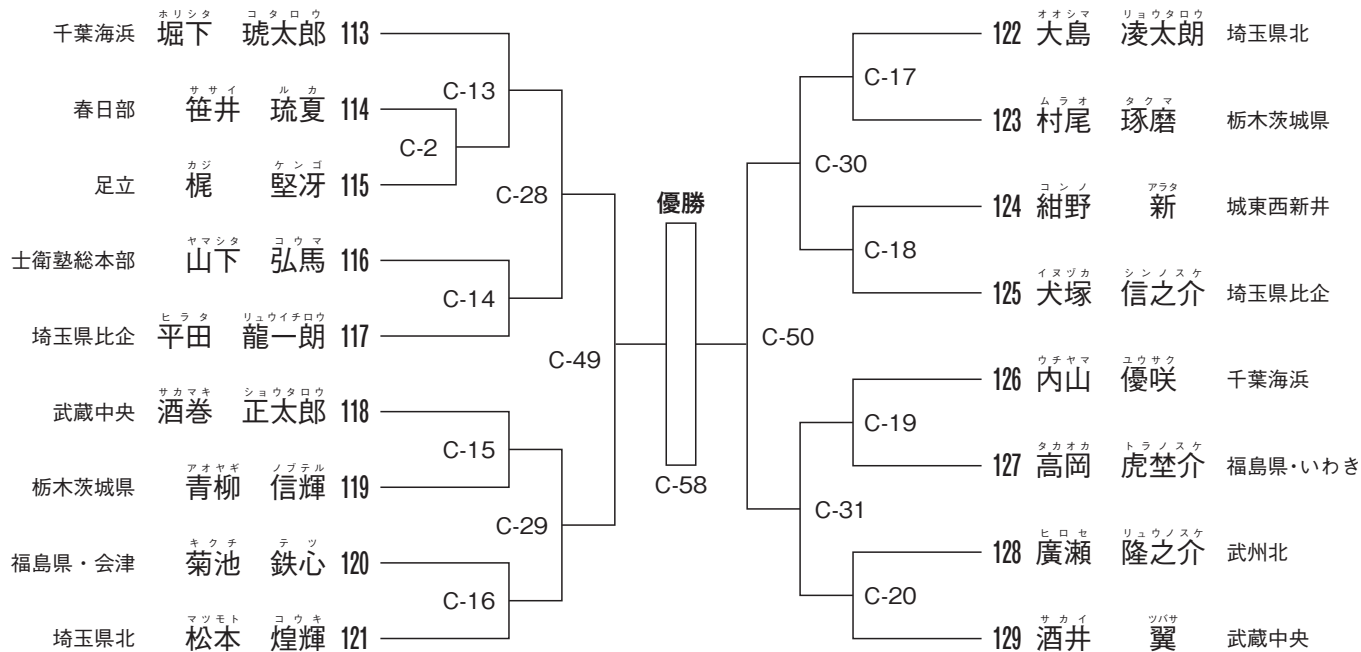 ホリシタ コタロウ
千葉海浜 堀下 琥太郎 113
ササイ ルカ
春日部 笹井 琉夏 114
カジ ケンゴ
足立 梶 堅冴 115
ヤマシタ コウマ
士衛塾総本部 山下 弘馬 116
ヒラタ リュウイチロウ
埼玉県比企 平田 龍一朗 117
サカマキ ショウタロウ
武蔵中央 酒巻 正太郎 118
アオヤギ ノブテル
栃木茨城県 青柳 信輝 119
キクチ テツ
福島県・会津 菊池 鉄心 120
マツモト コウキ
埼玉県北 松本 煌輝 121
C-13
C-2
C-28
C-14
C-49
C-15
C-29
C-16
優勝
C-58
C-17
C-30
C-18
C-50
C-19
C-31
C-20
オオシマ リョウタロウ
122 大島 凌太朗 埼玉県北
ムラオ タクマ
123 村尾 琢磨 栃木茨城県
コンノ アラタ
124 紺野 新 城東西新井
イヌヅカ シンノスケ
125 犬塚 信之介 埼玉県比企
ウチヤマ ユウサク
126 内山 優咲 千葉海浜
タカオカ トラノスケ
127 高岡 虎埜介 福島県・いわき
ヒロセ リュウノスケ
128 廣瀬 隆之介 武州北
サカイ ツバサ
129 酒井 翼 武蔵中央